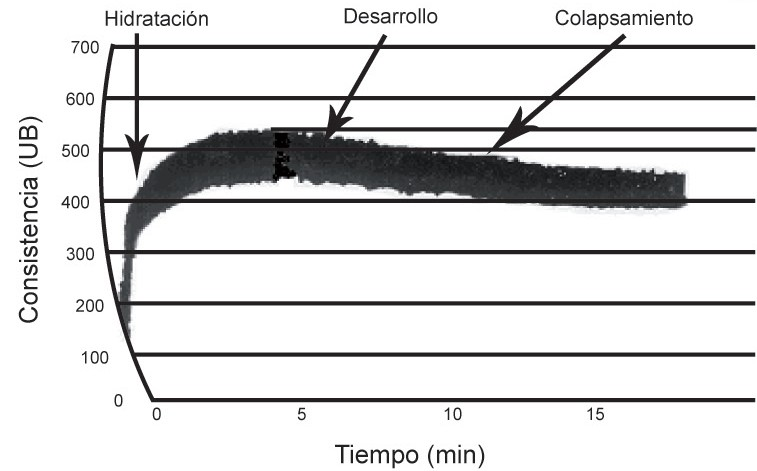 Hidratación
Desarrollo
Colapsamiento
700
600
500
400
300
200
100
0
Consistencia (UB)
0
5
10
15
Tiempo (min)